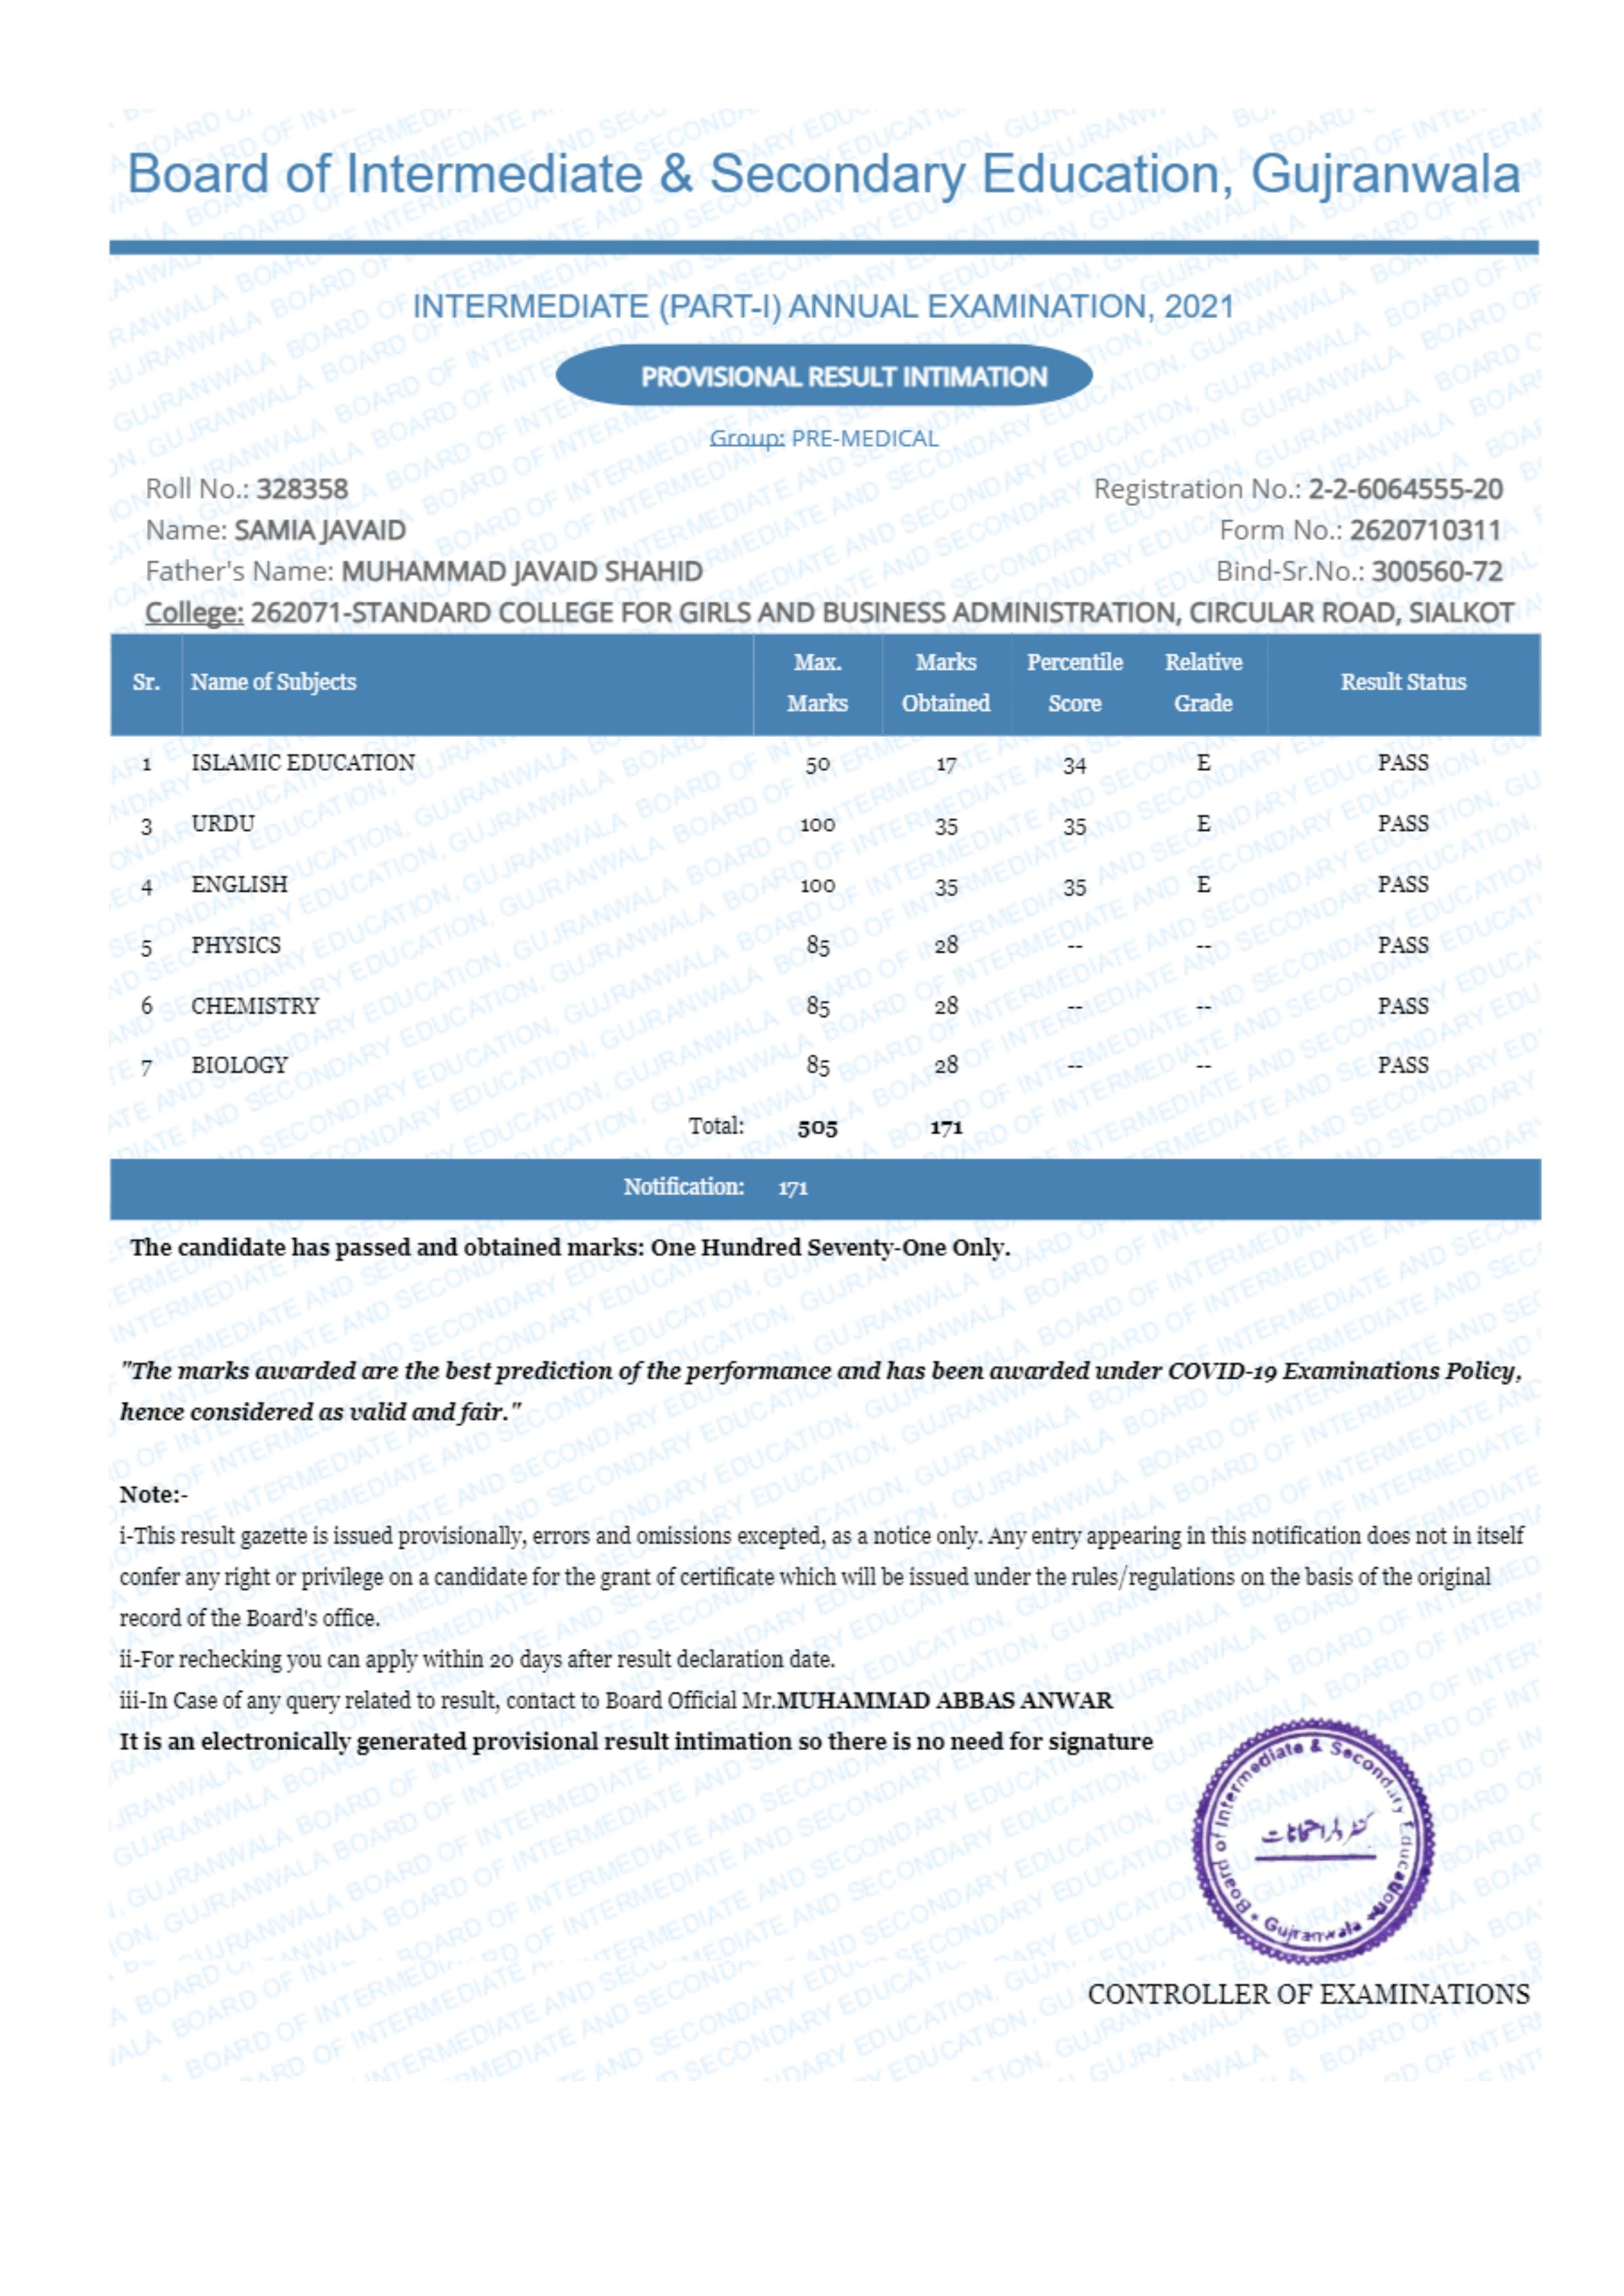 Board of Intermediate & Secondary Education, Gujranwala
INTERMEDIATE (PART-I) ANNUAL EXAMINATION, 2021
PROVISIONAL RESULT INTIMATION
Group: PRE-MEDICAL
Roll No.: 328358 Registration No.: 2-2-6064555-20
Name: SAMIA JAVAID Form No.: 2620710311
Father's Name: MUHAMMAD JAVAID SHAHID Bind-Sr.No.: 300560-72
College: 262071-STANDARD COLLEGE FOR GIRLS AND BUSINESS ADMINISTRATION, CIRCULAR ROAD, SIALKOT
Sr. Name of Subjects Max. Marks Marks Obtained Percentile Score Relative Grade Result Status
1 ISLAMIC EDUCATION 50 17 34 E PASS
3 URDU 100 35 35 E PASS
4 ENGLISH 100 35 35 E PASS
5 PHYSICS 85 28 -- -- PASS
6 CHEMISTRY 85 28 -- -- PASS
7 BIOLOGY 85 28 -- -- PASS
Total: 505 171
Notification: 171
The candidate has passed and obtained marks: One Hundred Seventy-One Only.
"The marks awarded are the best prediction of the performance and has been awarded under COVID-19 Examinations Policy,
hence considered as valid and fair."
Note:-
i-This result gazette is issued provisionally, errors and omissions excepted, as a notice only. Any entry appearing in this notification does not in itself
confer any right or privilege on a candidate for the grant of certificate which will be issued under the rules/regulations on the basis of the original
record of the Board's office.
ii-For rechecking you can apply within 20 days after result declaration date.
iii-In Case of any query related to result, contact to Board Official Mr.MUHAMMAD ABBAS ANWAR
It is an electronically generated provisional result intimation so there is no need for signature
Board of Intermediate & Secondary Education
کنٹرولر امتحانات
Gujranwala
CONTROLLER OF EXAMINATIONS